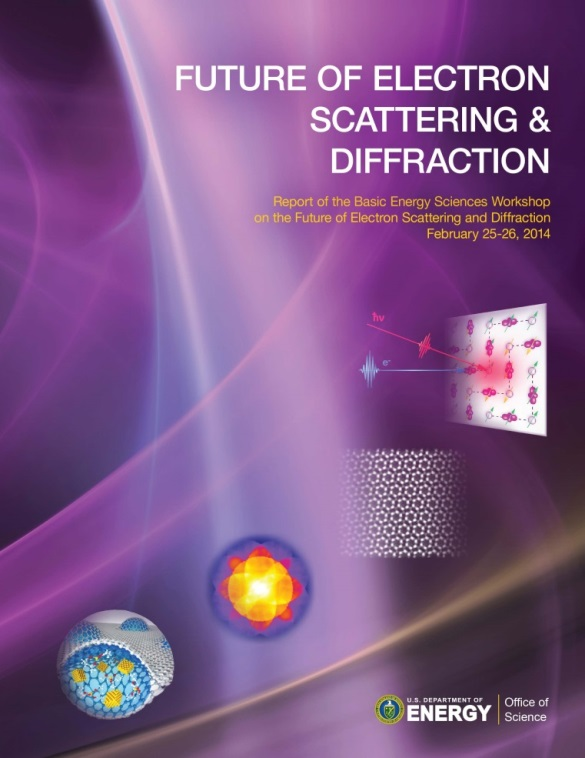 FUTURE OF ELECTRON
SCATTERING &
DIFFRACTION
Report of the Basic Energy Sciences Workshop
on the Future of Electron Scattering and Diffraction
February 25-26, 2014
hν
e⁻
U.S. DEPARTMENT OF
ENERGY
Office of
Science